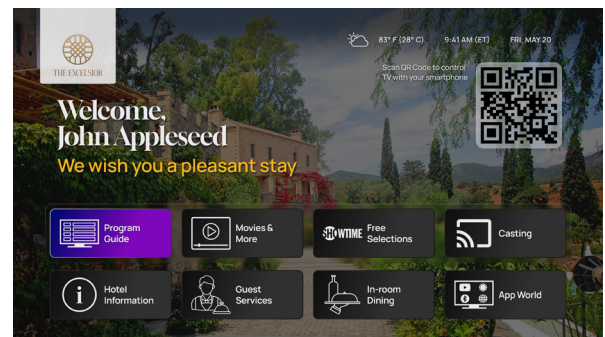 THE EXCELSIOR
83° F (28° C) 9:41 AM (ET) FRI, MAY 20
Scan QR Code to control
TV with your smartphone
Welcome,
John Appleseed
We wish you a pleasant stay
Program
Guide
Movies &
More
SHOWTIME
Free
Selections
Casting
Hotel
Information
Guest
Services
In-room
Dining
App World